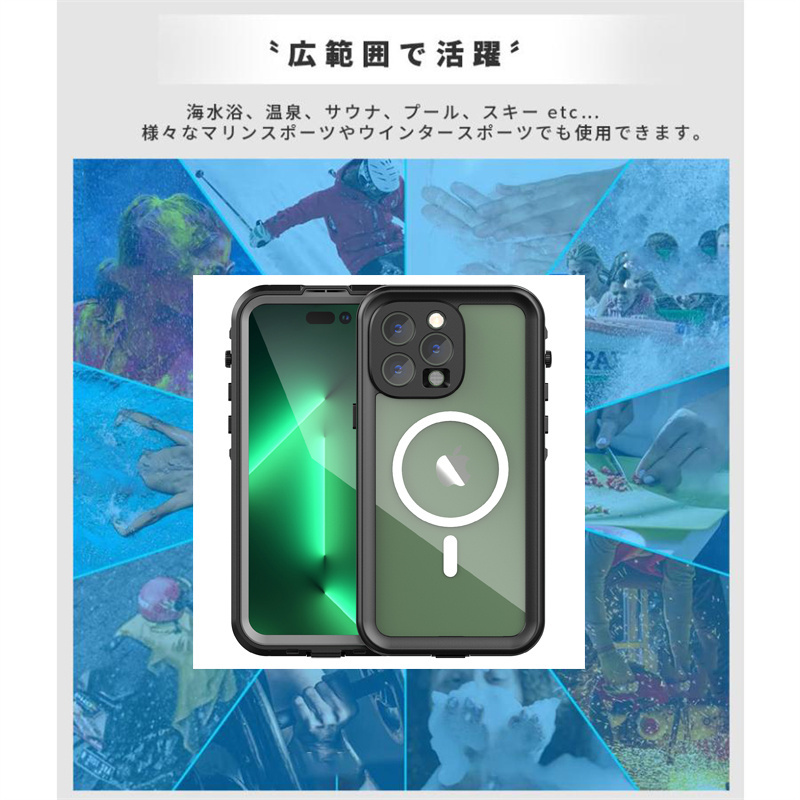 〝広範囲で活躍〞
海水浴、温泉、サウナ、プール、スキー etc...
様々なマリンスポーツやウインタースポーツでも使用できます。